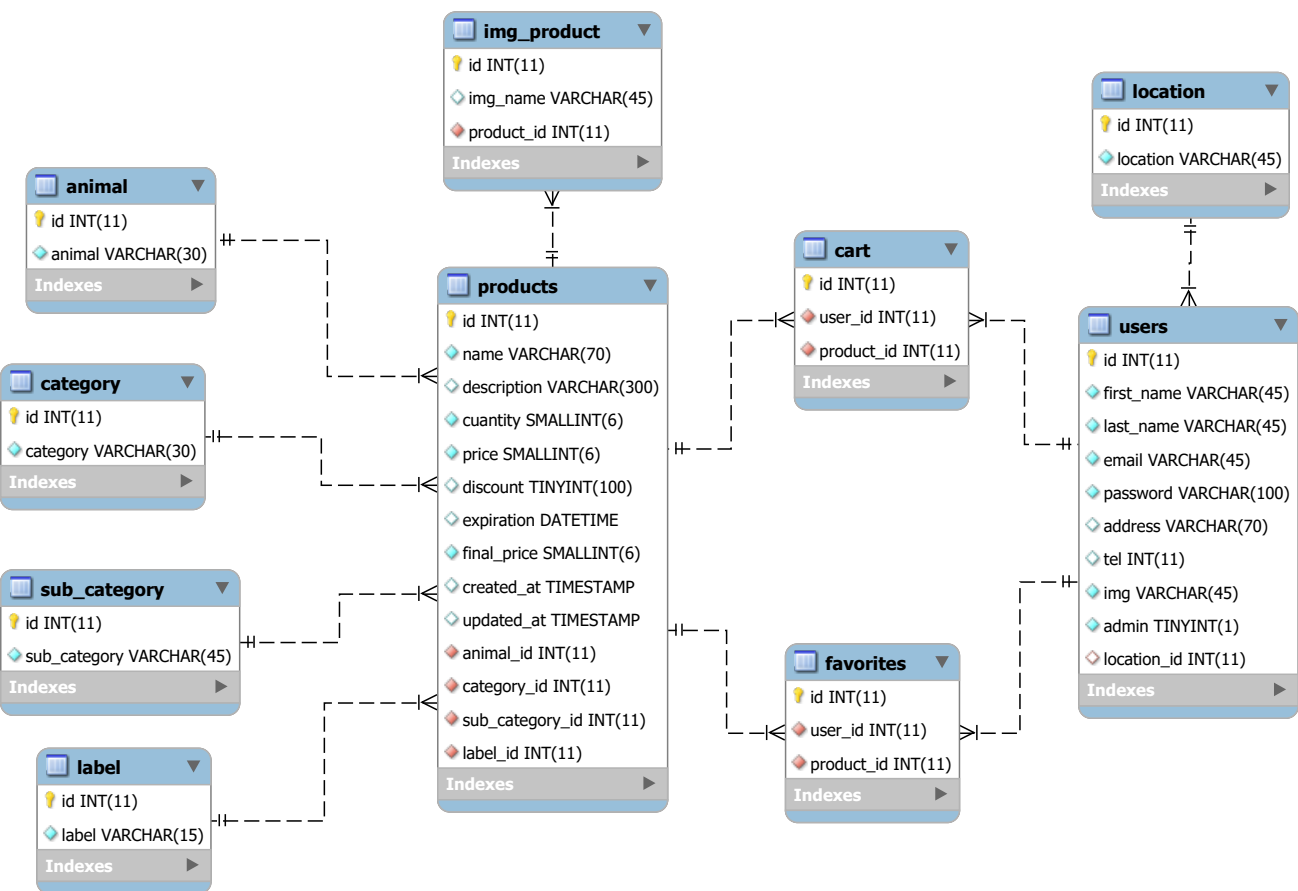 img_product
id INT(11)
img_name VARCHAR(45)
product_id INT(11)
Indexes
location
id INT(11)
location VARCHAR(45)
Indexes
animal
id INT(11)
animal VARCHAR(30)
Indexes
cart
id INT(11)
user_id INT(11)
product_id INT(11)
Indexes
products
id INT(11)
name VARCHAR(70)
description VARCHAR(300)
cuantity SMALLINT(6)
price SMALLINT(6)
discount TINYINT(100)
expiration DATETIME
final_price SMALLINT(6)
created_at TIMESTAMP
updated_at TIMESTAMP
animal_id INT(11)
category_id INT(11)
sub_category_id INT(11)
label_id INT(11)
Indexes
users
id INT(11)
first_name VARCHAR(45)
last_name VARCHAR(45)
email VARCHAR(45)
password VARCHAR(100)
address VARCHAR(70)
tel INT(11)
img VARCHAR(45)
admin TINYINT(1)
location_id INT(11)
Indexes
category
id INT(11)
category VARCHAR(30)
Indexes
sub_category
id INT(11)
sub_category VARCHAR(45)
Indexes
favorites
id INT(11)
user_id INT(11)
product_id INT(11)
Indexes
label
id INT(11)
label VARCHAR(15)
Indexes